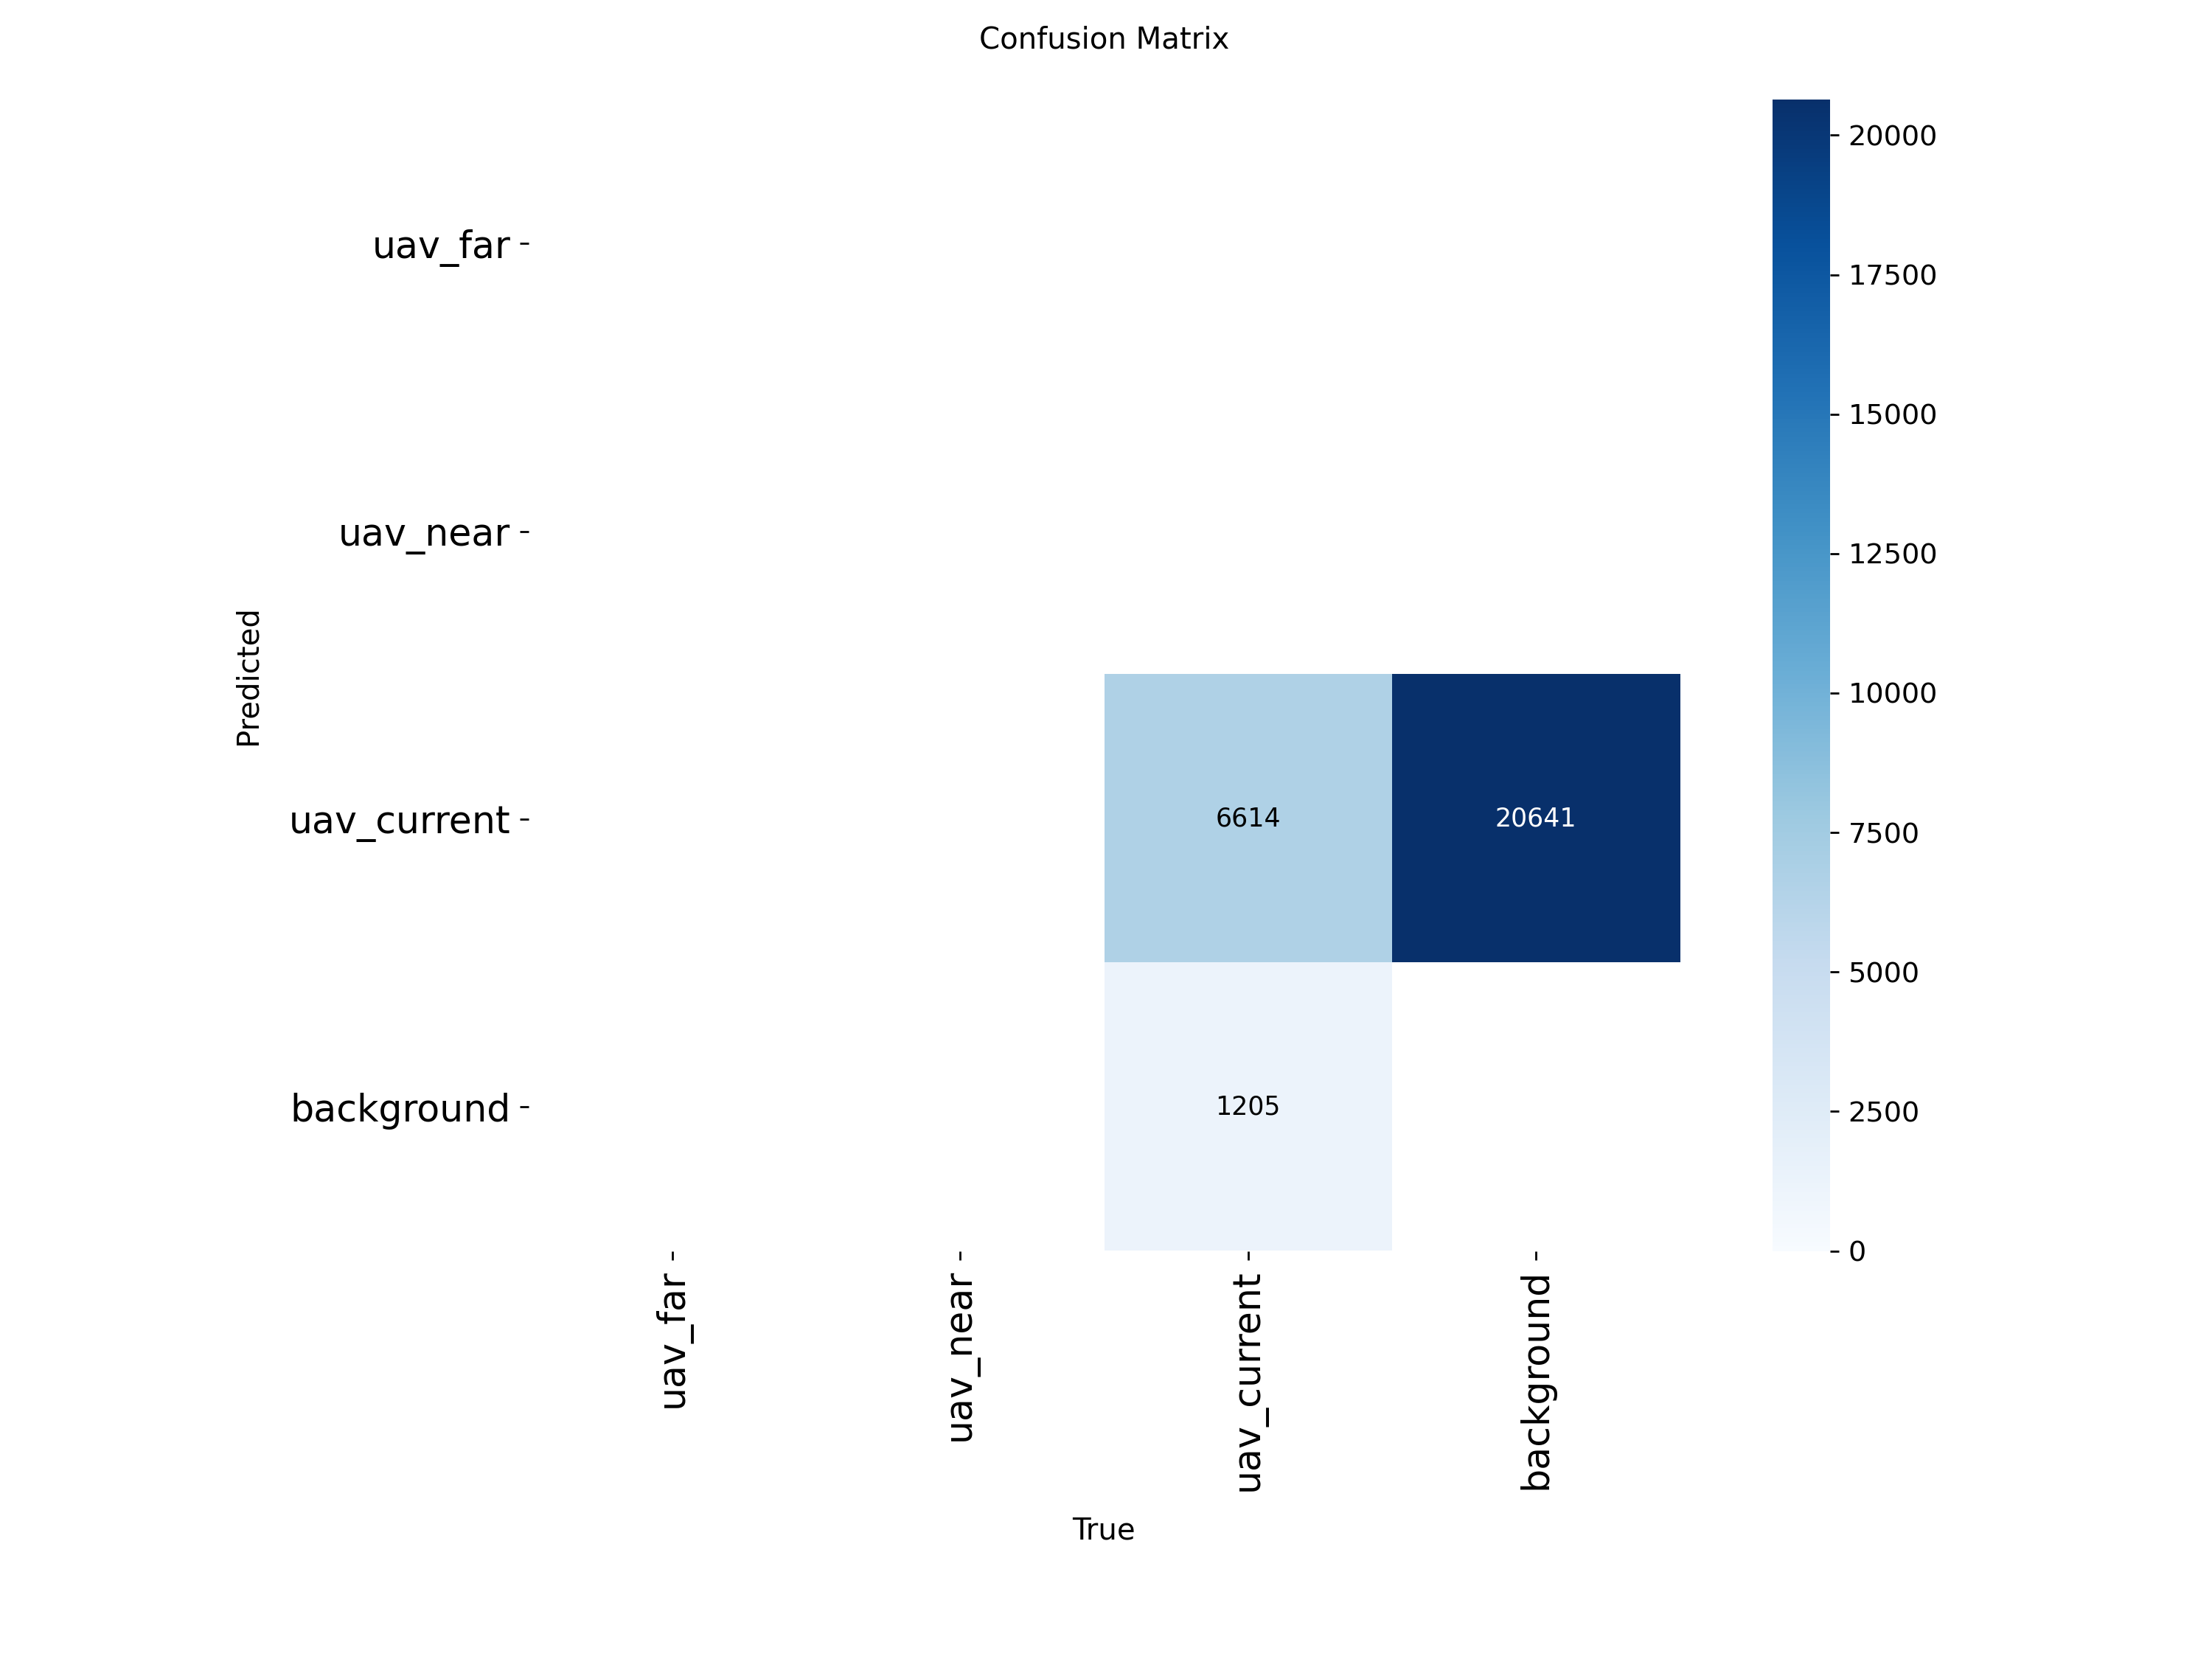 Confusion Matrix
20000
17500
15000
12500
10000
7500
5000
2500
0
Predicted
uav_far
uav_near
uav_current
background
6614
20641
1205
uav_far
uav_near
uav_current
background
True